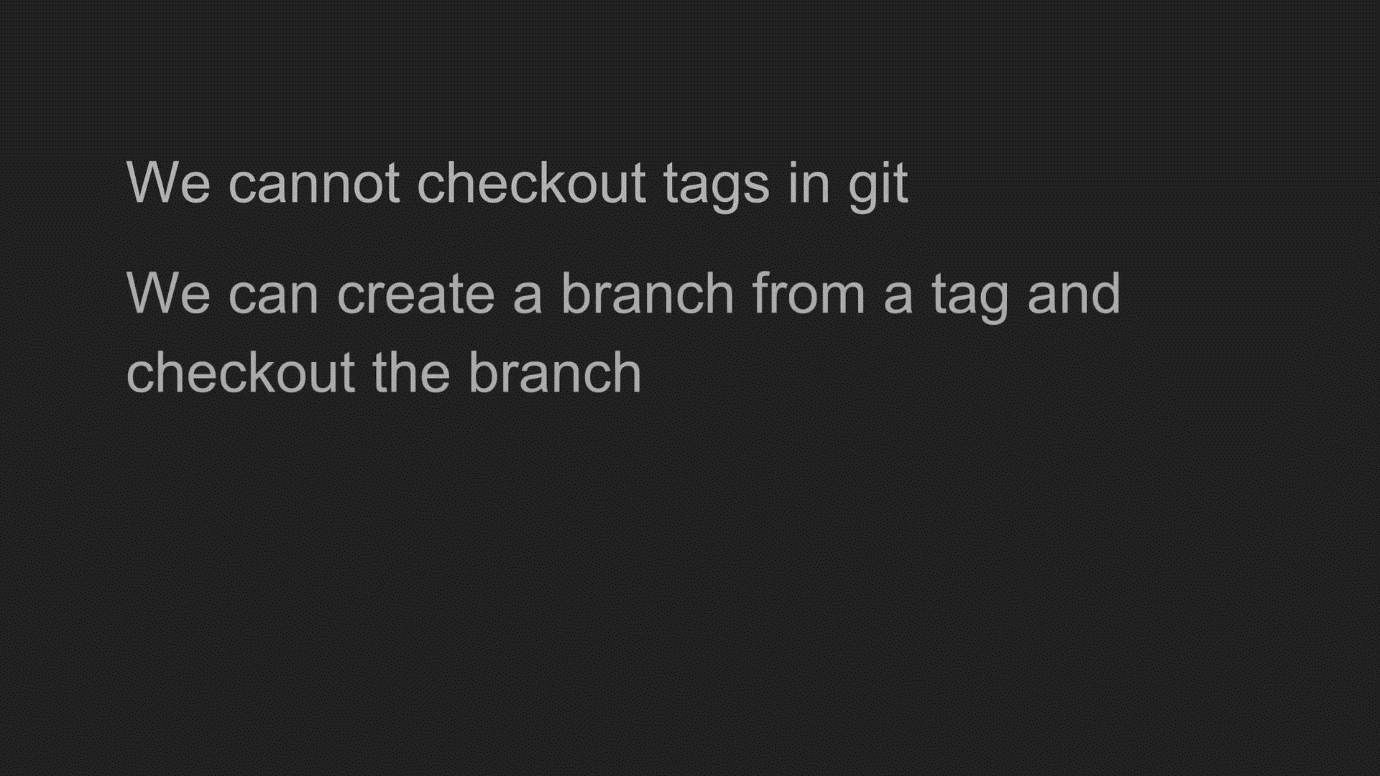 We cannot checkout tags in git
We can create a branch from a tag and
checkout the branch